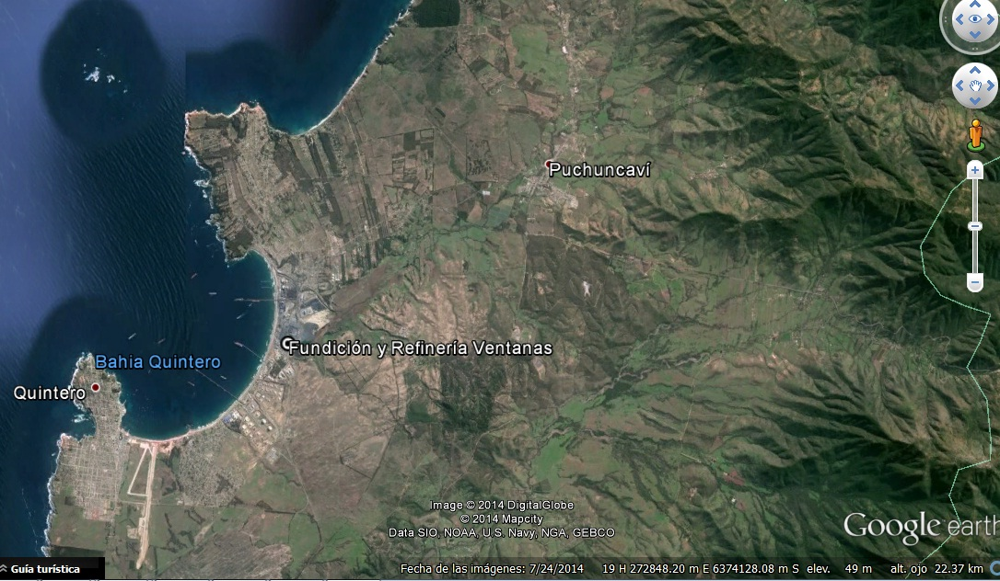 Puchuncaví
Fundición y Refinería Ventanas
Bahia Quintero
Quintero
Image © 2014 DigitalGlobe
© 2014 Mapcity
Data SIO, NOAA, U.S. Navy, NGA, GEBCO
Google earth
Guía turística
Fecha de las imágenes: 7/24/2014 19 H 272848.20 m E 6374128.08 m S elev. 49 m alt. ojo 22.37 km